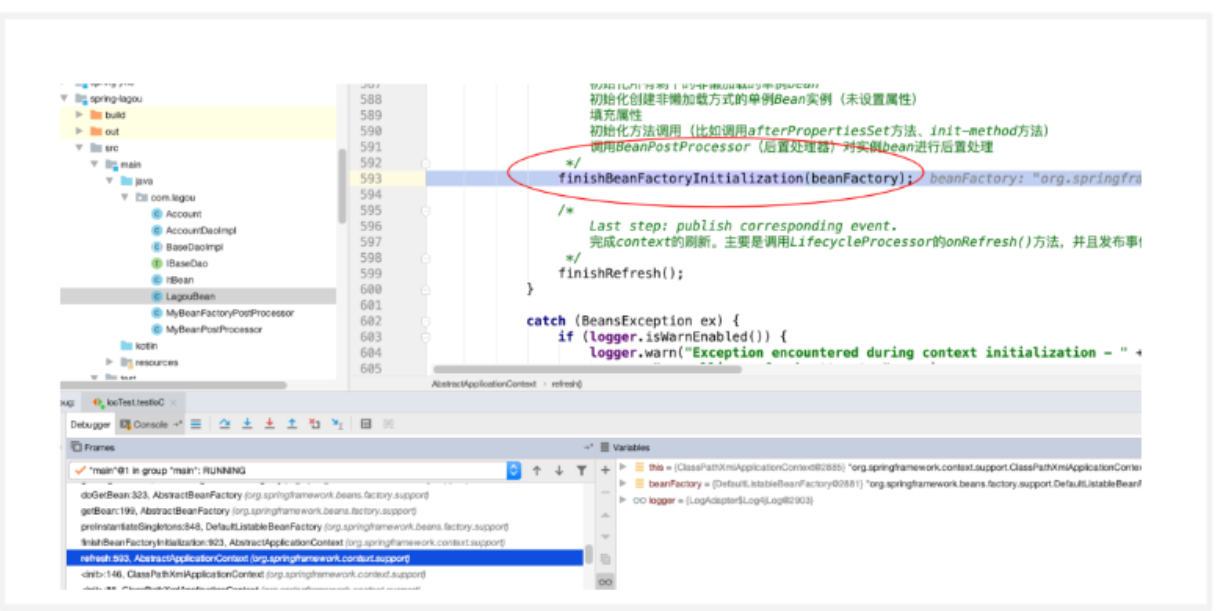 spring-lagou
build
out
src
main
java
com.lagou
Account
AccountDaoImpl
BaseDaoImpl
IBaseDao
LagouBean
MyBeanFactoryPostProcessor
MyBeanPostProcessor
kotlin
resources
588 初始化创建非懒加载方式的单例Bean实例（未设置属性）
589 填充属性
590 初始化方法调用（比如调用afterPropertiesSet方法、init-method方法）
591 调用BeanPostProcessor（后置处理器）对实例bean进行后置处理
592 */
593 finishBeanFactoryInitialization(beanFactory); beanFactory: "org.springfra
594
595 /*
596 Last step: publish corresponding event.
597 完成context的刷新。主要是调用LifecycleProcessor的onRefresh()方法，并且发布事
598 */
599 finishRefresh();
600 }
601
602 catch (BeansException ex) {
603 if (logger.isWarnEnabled()) {
604 logger.warn("Exception encountered during context initialization - " +
605
AbstractApplicationContext › refresh()
IocTest.testIoC ×
Debugger Console
Frames
"main"@1 in group "main": RUNNING
doGetBean:323, AbstractBeanFactory (org.springframework.beans.factory.support)
getBean:199, AbstractBeanFactory (org.springframework.beans.factory.support)
preInstantiateSingletons:848, DefaultListableBeanFactory (org.springframework.beans.factory.support)
finishBeanFactoryInitialization:923, AbstractApplicationContext (org.springframework.context.support)
refresh:593, AbstractApplicationContext (org.springframework.context.support)
<init>:146, ClassPathXmlApplicationContext (org.springframework.context.support)
Variables
this = {ClassPathXmlApplicationContext@2885} "org.springframework.context.support.ClassPathXmlApplicationConte
beanFactory = {DefaultListableBeanFactory@2881} "org.springframework.beans.factory.support.DefaultListableBeanF
logger = {LogAdapter$Log4jLog@2903}